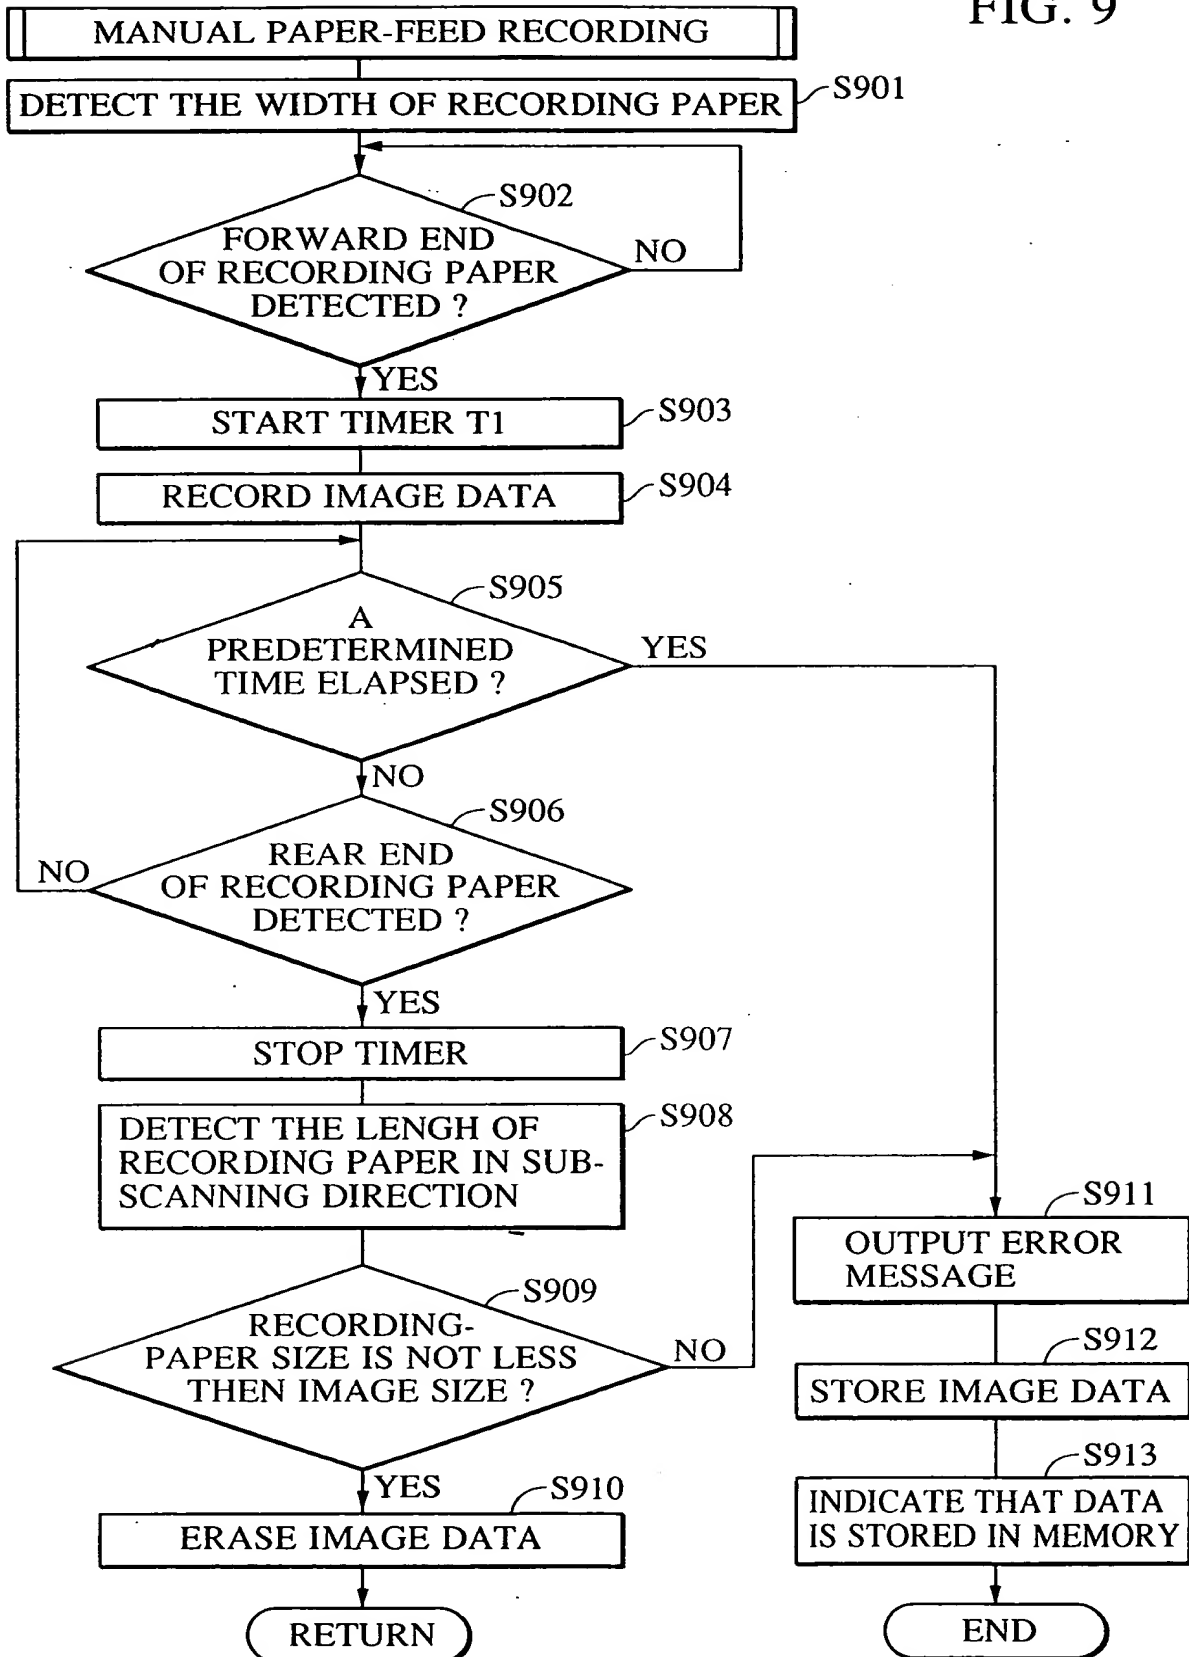 FIG. 9
MANUAL PAPER-FEED RECORDING
DETECT THE WIDTH OF RECORDING PAPER
S901
S902
FORWARD END
OF RECORDING PAPER
DETECTED ?
NO
YES
START TIMER T1
S903
RECORD IMAGE DATA
S904
S905
A
PREDETERMINED
TIME ELAPSED ?
YES
NO
S906
REAR END
OF RECORDING PAPER
DETECTED ?
NO
YES
STOP TIMER
S907
DETECT THE LENGH OF
RECORDING PAPER IN SUB-
SCANNING DIRECTION
S908
S909
RECORDING-
PAPER SIZE IS NOT LESS
THEN IMAGE SIZE ?
NO
YES
S910
ERASE IMAGE DATA
RETURN
S911
OUTPUT ERROR
MESSAGE
S912
STORE IMAGE DATA
S913
INDICATE THAT DATA
IS STORED IN MEMORY
END